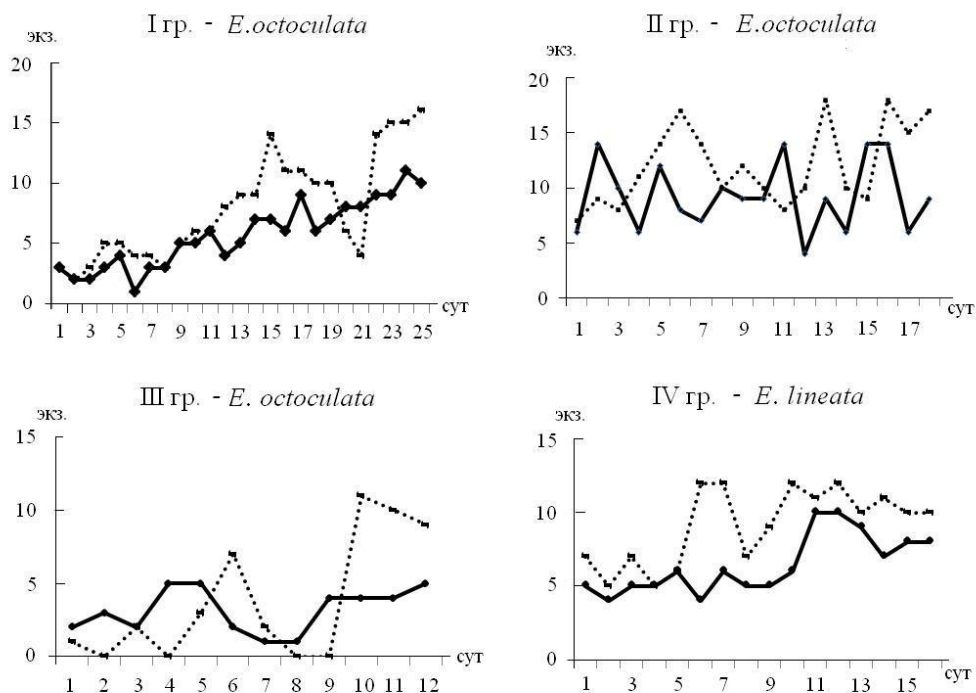 I гр. - E.octoculata
экз.
20
15
10
5
0
1 3 5 7 9 11 13 15 17 19 21 23 25
сут
II гр. - E.octoculata
экз.
20
15
10
5
0
1 3 5 7 9 11 13 15 17
сут
III гр. - E. octoculata
экз.
15
10
5
0
1 2 3 4 5 6 7 8 9 10 11 12
сут
IV гр. - E. lineata
экз.
15
10
5
0
1 3 5 7 9 11 13 15
сут